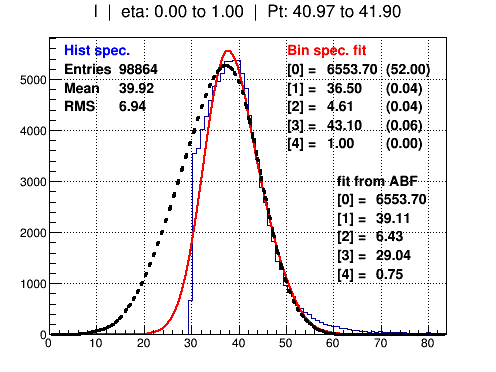 I | eta: 0.00 to 1.00 | Pt: 40.97 to 41.90
Hist spec.
Entries 98864
Mean 39.92
RMS 6.94
Bin spec. fit
[0] = 6553.70 (52.00)
[1] = 36.50 (0.04)
[2] = 4.61 (0.04)
[3] = 43.10 (0.06)
[4] = 1.00 (0.00)
fit from ABF
[0] = 6553.70
[1] = 39.11
[2] = 6.43
[3] = 29.04
[4] = 0.75
5000
4000
3000
2000
1000
0
0 10 20 30 40 50 60 70 80